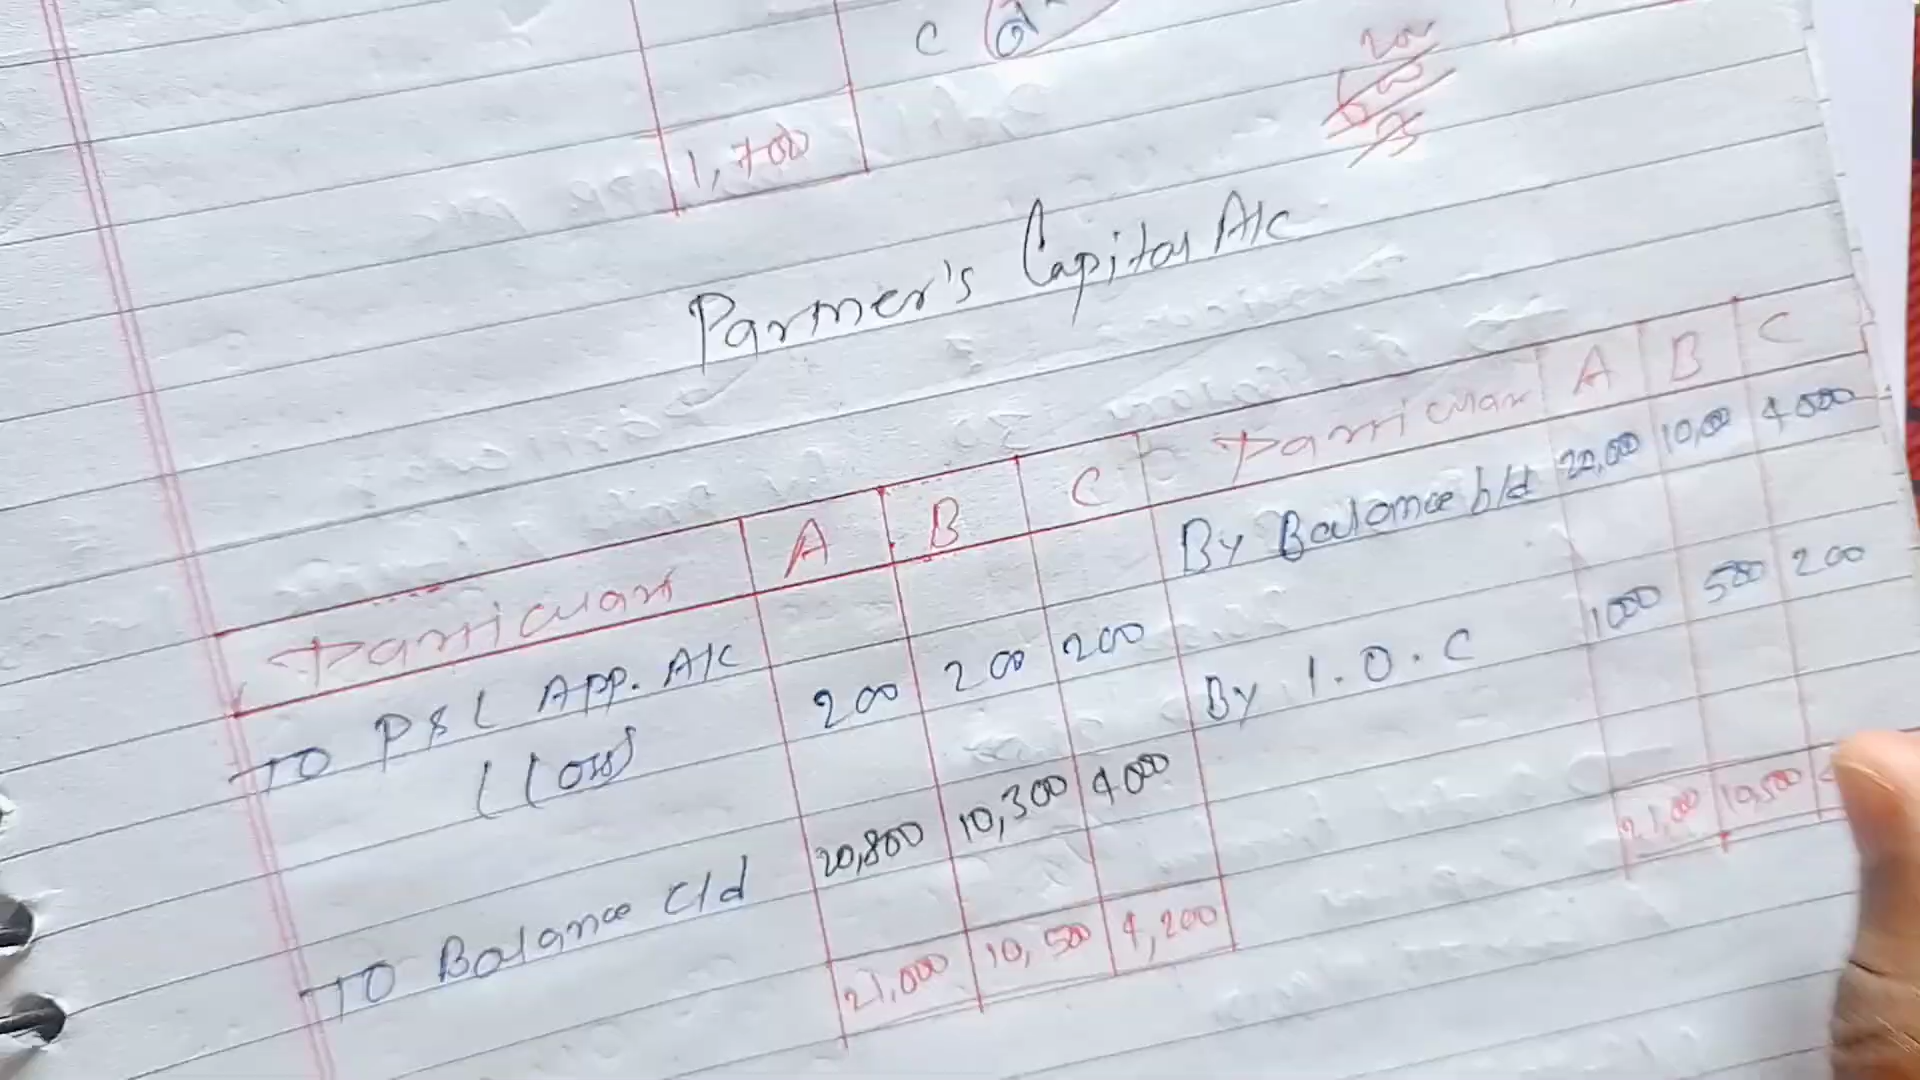 C
1,700
Partner's Capital A/c
Particulars A B C Particulars A B C
By Balance b/d 20,000 10,000 4000
To P&L App. A/c 200 200 200
(Loss)
By I.O.C 1000 500 200
To Balance c/d 20,800 10,300 4000
21,000 10,500 4,200 21,000 10,500